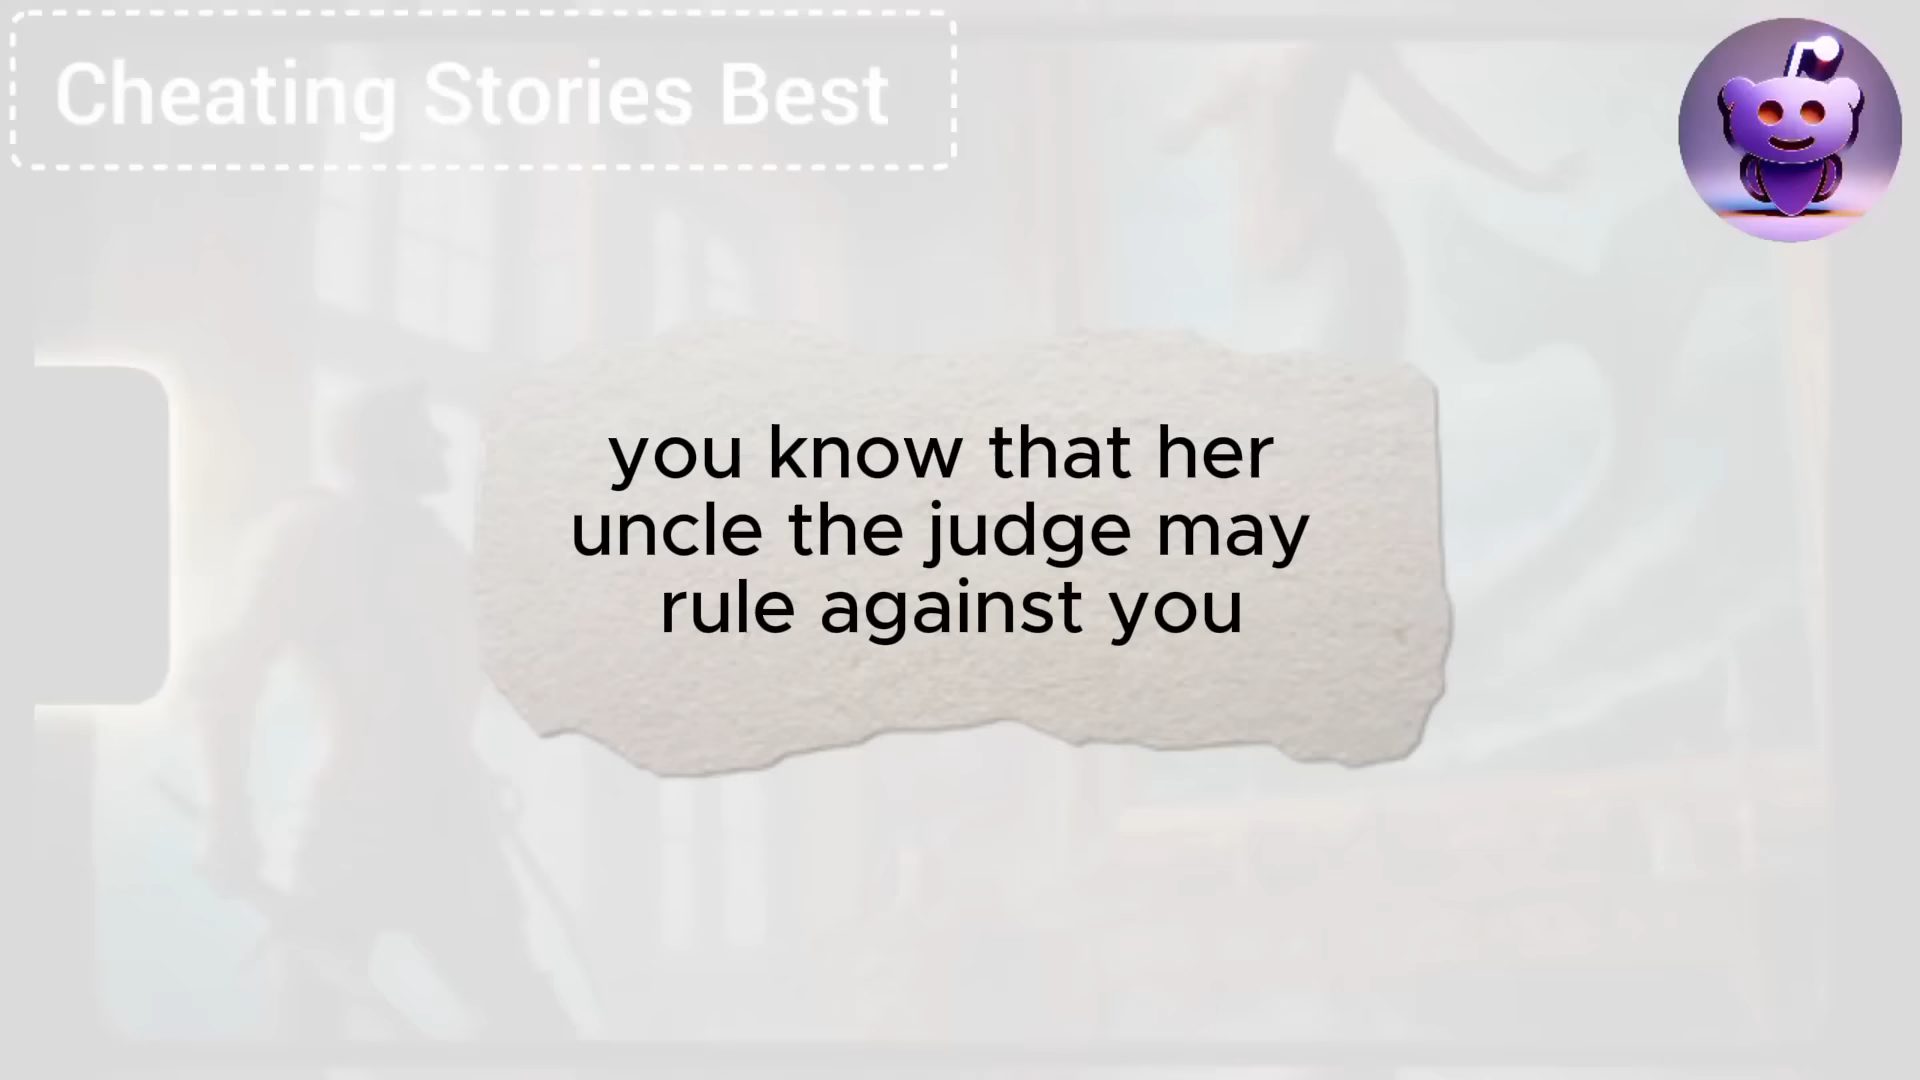 Cheating Stories Best
you know that her
uncle the judge may
rule against you